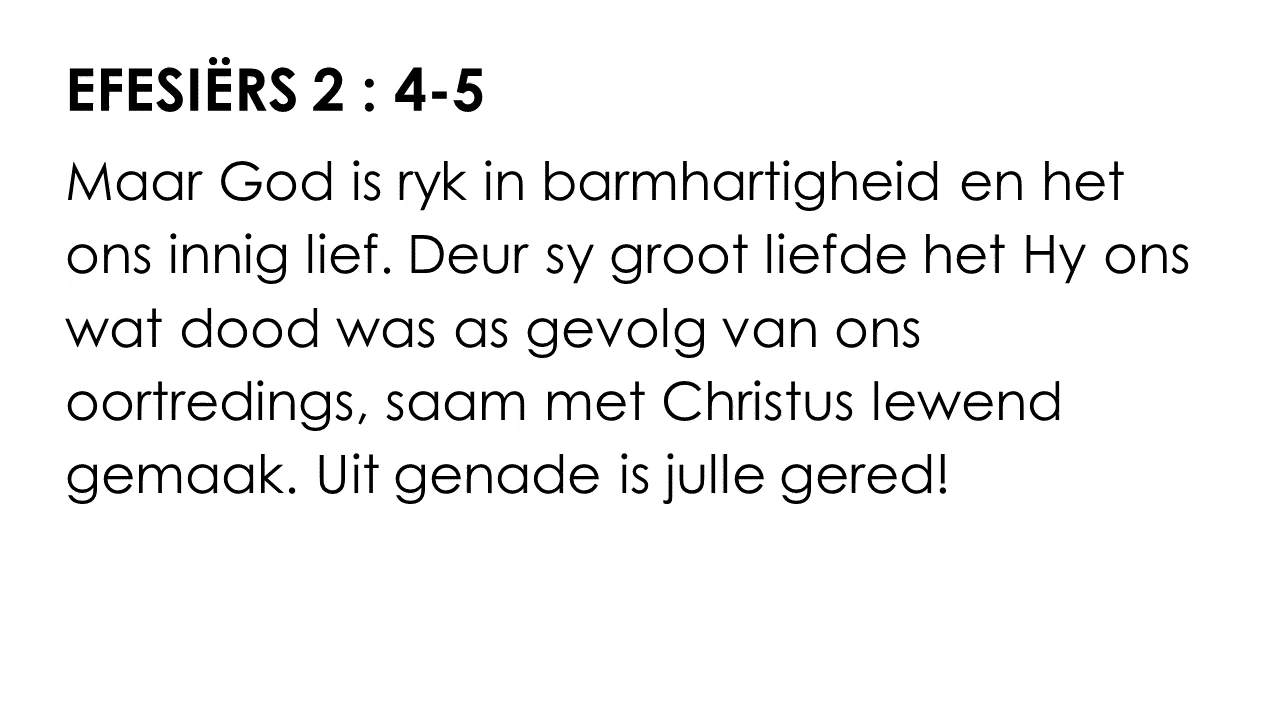 EFESIËRS 2 : 4-5
Maar God is ryk in barmhartigheid en het
ons innig lief. Deur sy groot liefde het Hy ons
wat dood was as gevolg van ons
oortredings, saam met Christus lewend
gemaak. Uit genade is julle gered!